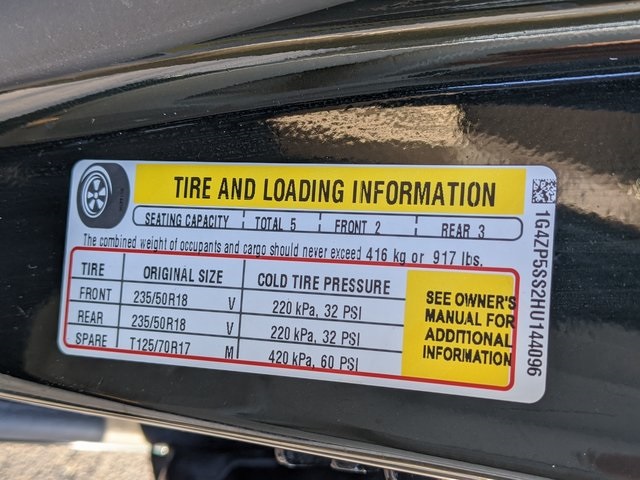 TIRE AND LOADING INFORMATION
SEATING CAPACITY TOTAL 5 FRONT 2 REAR 3
The combined weight of occupants and cargo should never exceed 416 kg or 917 lbs.
TIRE ORIGINAL SIZE COLD TIRE PRESSURE
FRONT 235/50R18 V 220 kPa, 32 PSI
REAR 235/50R18 V 220 kPa, 32 PSI
SPARE T125/70R17 M 420 kPa, 60 PSI
SEE OWNER'S
MANUAL FOR
ADDITIONAL
INFORMATION
1G4ZP5SS2HU144096